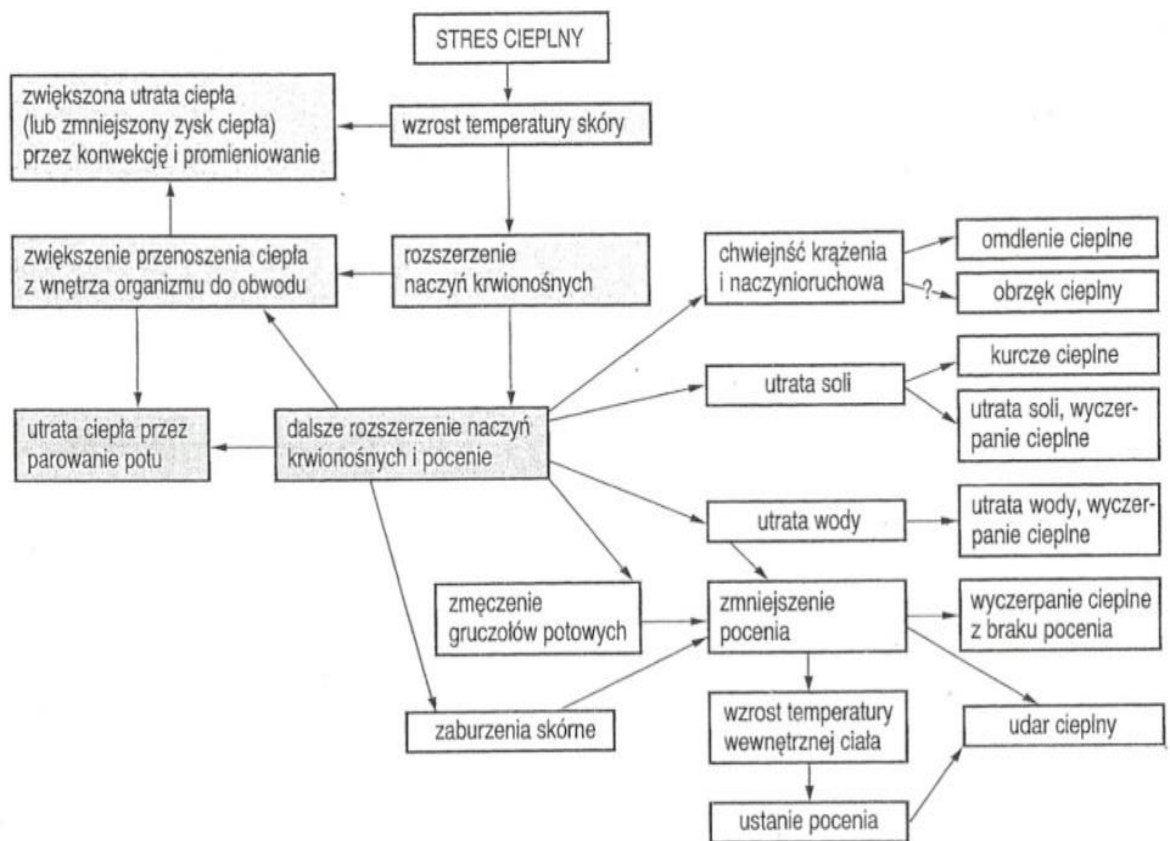 STRES CIEPLNY
zwiększona utrata ciepła
(lub zmniejszony zysk ciepła)
przez konwekcję i promieniowanie
wzrost temperatury skóry
zwiększenie przenoszenia ciepła
z wnętrza organizmu do obwodu
rozszerzenie
naczyń krwionośnych
chwiejnść krążenia
i naczynioruchowa
omdlenie cieplne
?
obrzęk cieplny
kurcze cieplne
utrata soli
utrata soli, wyczer-
panie cieplne
utrata ciepła przez
parowanie potu
dalsze rozszerzenie naczyń
krwionośnych i pocenie
utrata wody
utrata wody, wyczer-
panie cieplne
zmęczenie
gruczołów potowych
zmniejszenie
pocenia
wyczerpanie cieplne
z braku pocenia
zaburzenia skórne
wzrost temperatury
wewnętrznej ciała
udar cieplny
ustanie pocenia